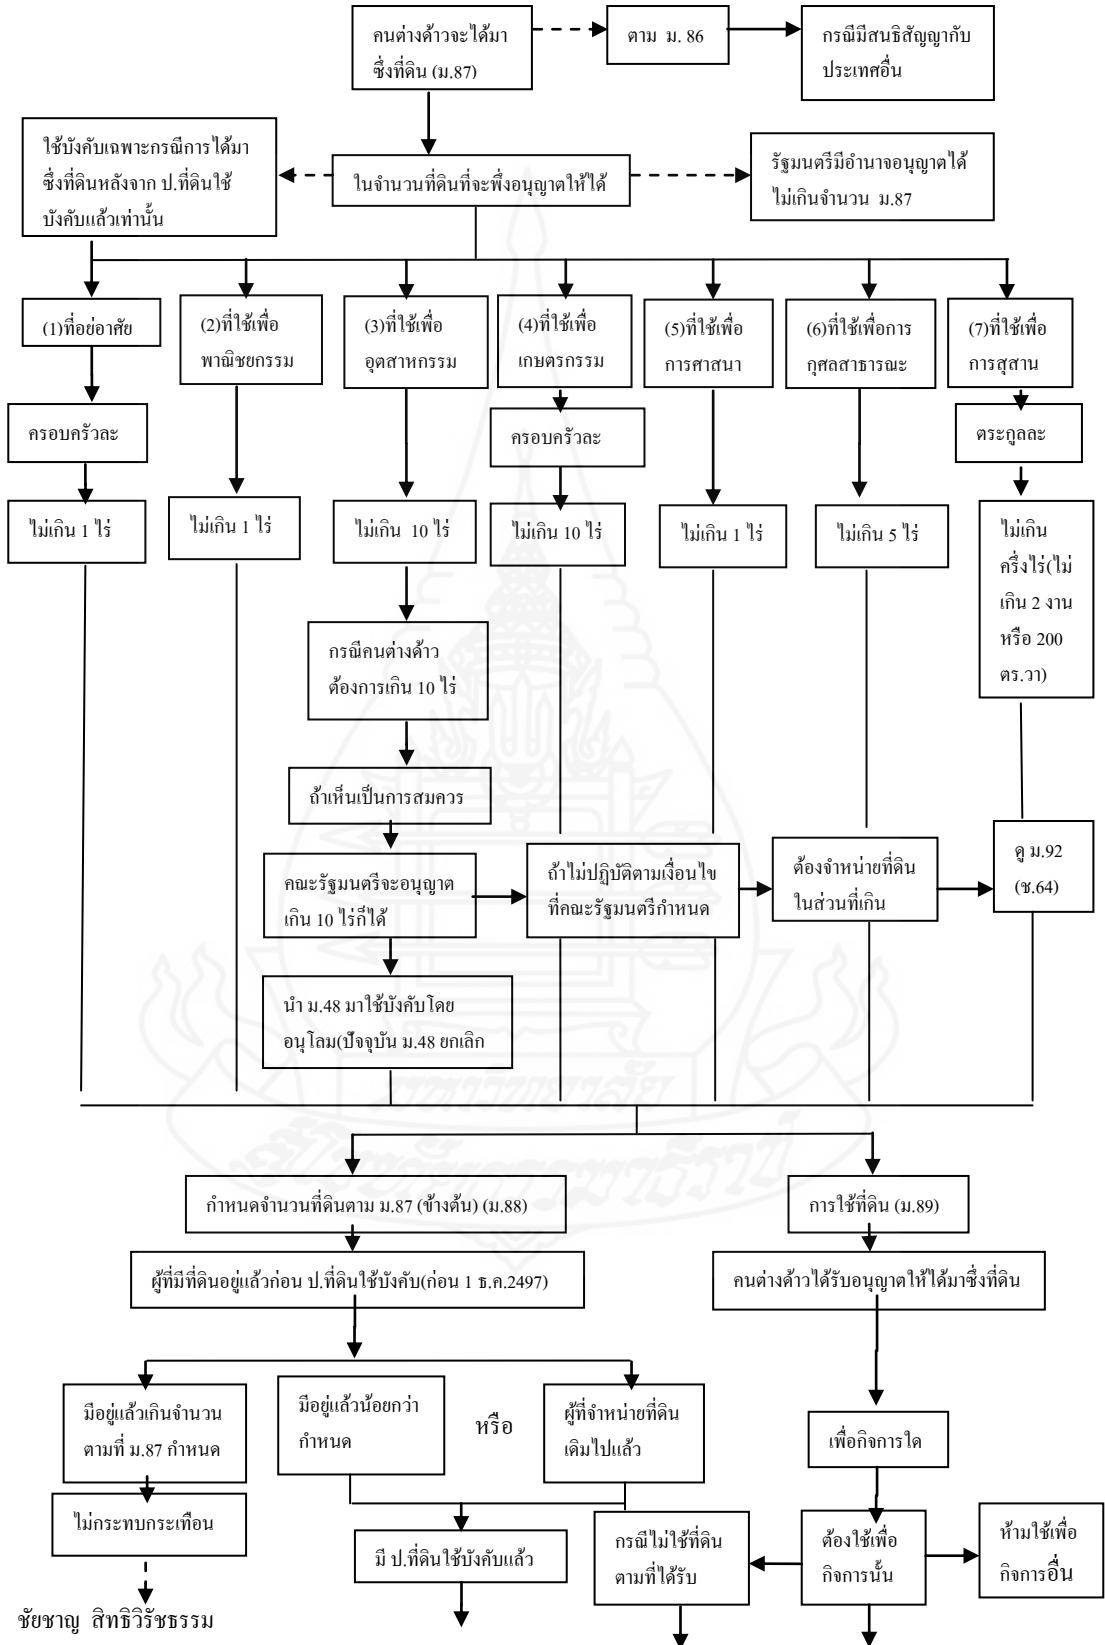 คนต่างด้าวจะได้มา
ซึ่งที่ดิน (ม.87)
ตาม ม. 86
กรณีมีสนธิสัญญากับ
ประเทศอื่น
ใช้บังคับเฉพาะกรณีการได้มา
ซึ่งที่ดินหลังจาก ป.ที่ดินใช้
บังคับแล้วเท่านั้น
ในจำนวนที่ดินที่จะพึงอนุญาตให้ได้
รัฐมนตรีมีอำนาจอนุญาตได้
ไม่เกินจำนวน ม.87
(1)ที่อยู่อาศัย
(2)ที่ใช้เพื่อ
พาณิชยกรรม
(3)ที่ใช้เพื่อ
อุตสาหกรรม
(4)ที่ใช้เพื่อ
เกษตรกรรม
(5)ที่ใช้เพื่อ
การศาสนา
(6)ที่ใช้เพื่อการ
กุศลสาธารณะ
(7)ที่ใช้เพื่อ
การสุสาน
ครอบครัวละ
ครอบครัวละ
ตระกูลละ
ไม่เกิน 1 ไร่
ไม่เกิน 1 ไร่
ไม่เกิน 10 ไร่
ไม่เกิน 10 ไร่
ไม่เกิน 1 ไร่
ไม่เกิน 5 ไร่
ไม่เกิน
ครึ่งไร่(ไม่
เกิน 2 งาน
หรือ 200
ตร.วา)
กรณีคนต่างด้าว
ต้องการเกิน 10 ไร่
ถ้าเห็นเป็นการสมควร
คณะรัฐมนตรีจะอนุญาต
เกิน 10 ไร่ก็ได้
ถ้าไม่ปฏิบัติตามเงื่อนไข
ที่คณะรัฐมนตรีกำหนด
ต้องจำหน่ายที่ดิน
ในส่วนที่เกิน
ดู ม.92
(ช.64)
นำ ม.48 มาใช้บังคับโดย
อนุโลม(ปัจจุบัน ม.48 ยกเลิก
มหาวิทยาลัย
สุโขทัยธรรมาธิราช
กำหนดจำนวนที่ดินตาม ม.87 (ข้างต้น) (ม.88)
การใช้ที่ดิน (ม.89)
ผู้ที่มีที่ดินอยู่แล้วก่อน ป.ที่ดินใช้บังคับ(ก่อน 1 ธ.ค.2497)
คนต่างด้าวได้รับอนุญาตให้ได้มาซึ่งที่ดิน
มีอยู่แล้วเกินจำนวน
ตามที่ ม.87 กำหนด
มีอยู่แล้วน้อยกว่า
กำหนด
หรือ
ผู้ที่จำหน่ายที่ดิน
เดิมไปแล้ว
เพื่อกิจการใด
ไม่กระทบกระเทือน
มี ป.ที่ดินใช้บังคับแล้ว
กรณีไม่ใช้ที่ดิน
ตามที่ได้รับ
ต้องใช้เพื่อ
กิจการนั้น
ห้ามใช้เพื่อ
กิจการอื่น
ชัยชาญ สิทธิวิรัชธรรม